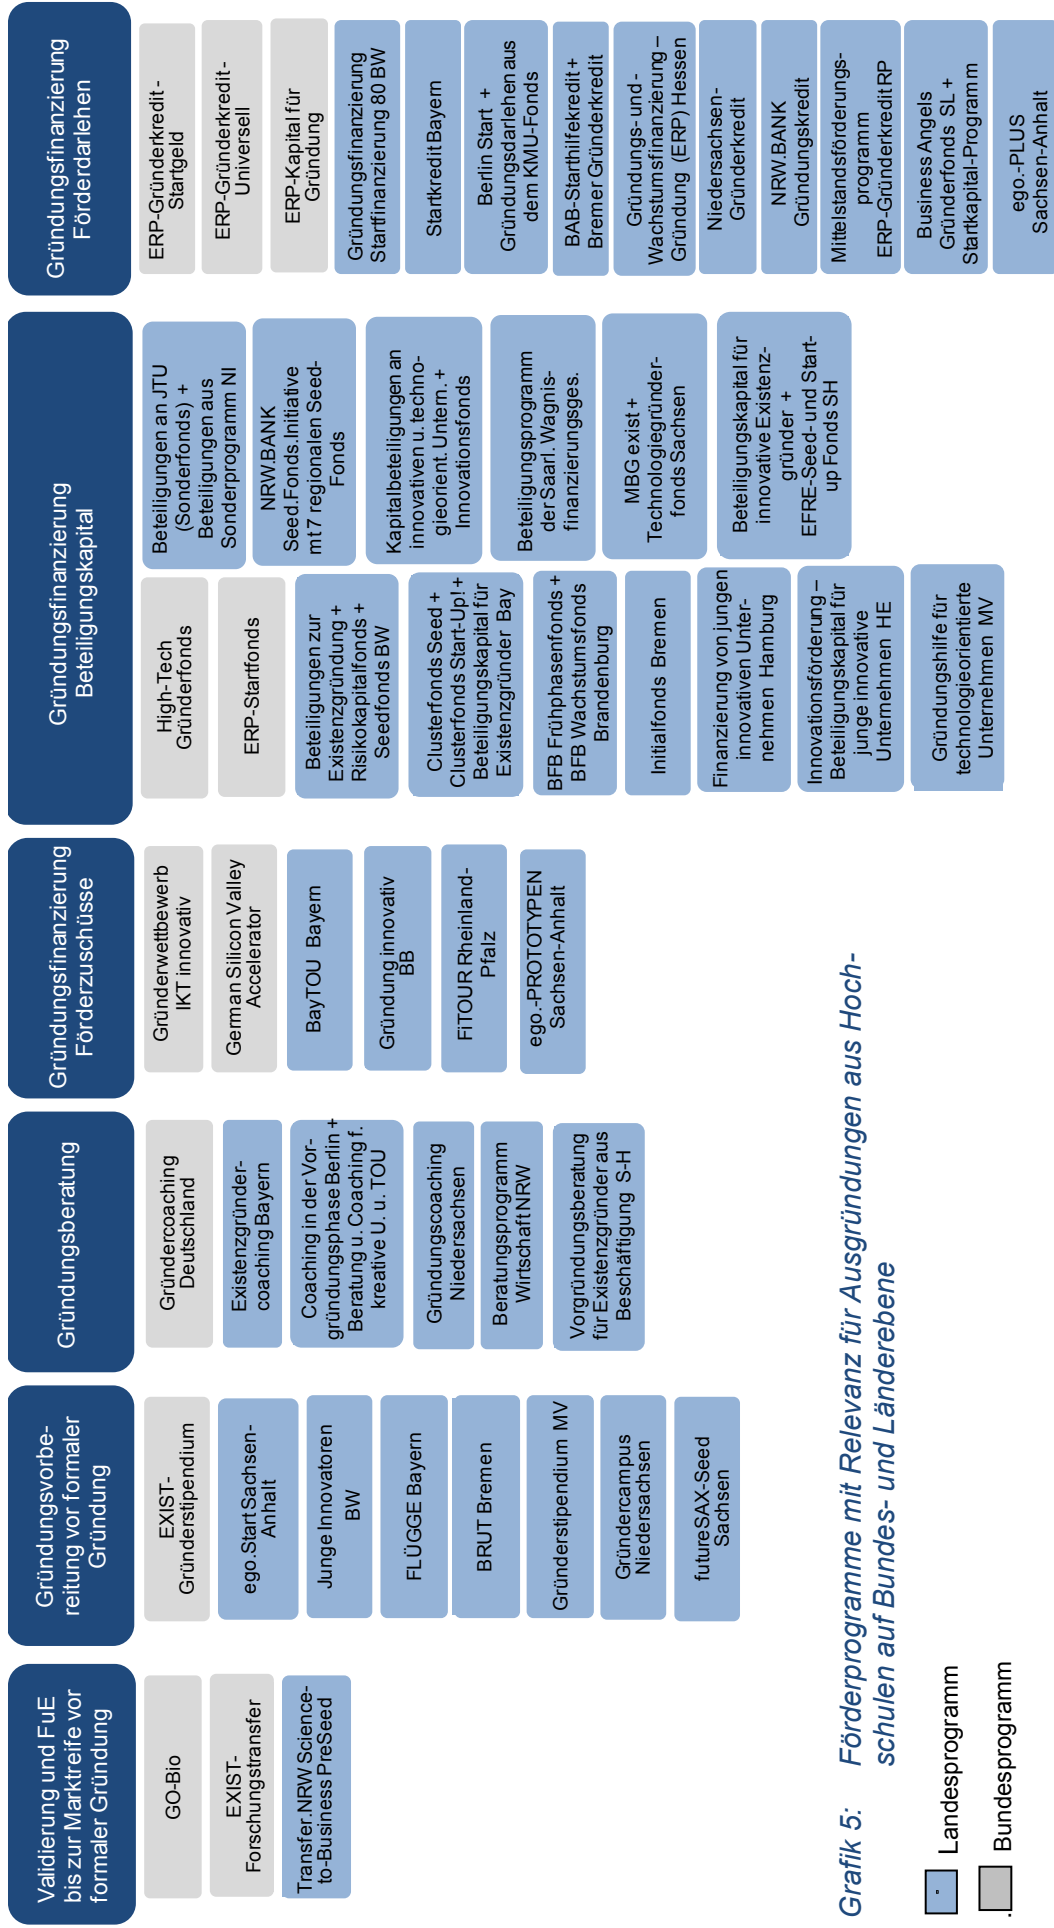 Validierung und FuE
bis zur Marktreife vor
formaler Gründung
GO-Bio
EXIST-
Forschungstransfer
Transfer.NRW Science-
to-Business PreSeed
Gründungsvorbe-
reitung vor formaler
Gründung
EXIST-
Gründerstipendium
ego.Start Sachsen-
Anhalt
Junge Innovatoren
BW
FLÜGGE Bayern
BRUT Bremen
Gründerstipendium MV
Gründercampus
Niedersachsen
futureSAX-Seed
Sachsen
Gründungsberatung
Gründercoaching
Deutschland
Existenzgründer-
coaching Bayern
Coaching in der Vor-
gründungsphase Berlin +
Beratung u. Coaching f.
kreative U. u. TOU
Gründungscoaching
Niedersachsen
Beratungsprogramm
Wirtschaft NRW
Vorgründungsberatung
für Existenzgründer aus
Beschäftigung S-H
Gründungsfinanzierung
Förderzuschüsse
Gründerwettbewerb
IKT innovativ
German Silicon Valley
Accelerator
BayTOU Bayern
Gründung innovativ
BB
FiTOUR Rheinland-
Pfalz
ego.-PROTOTYPEN
Sachsen-Anhalt
Gründungsfinanzierung
Beteiligungskapital
High-Tech
Gründerfonds
ERP-Startfonds
Beteiligungen zur
Existenzgründung +
Risikokapitalfonds +
Seedfonds BW
Clusterfonds Seed +
Clusterfonds Start-Up! +
Beteiligungskapital für
Existenzgründer Bay
BFB Frühphasenfonds +
BFB Wachstumsfonds
Brandenburg
Initialfonds Bremen
Finanzierung von jungen
innovativen Unter-
nehmen Hamburg
Innovationsförderung –
Beteiligungskapital für
junge innovative
Unternehmen HE
Gründungshilfe für
technologieorientierte
Unternehmen MV
Beteiligungen an JTU
(Sonderfonds) +
Beteiligungen aus
Sonderprogramm NI
NRW.BANK
Seed.Fonds.Initiative
mt 7 regionalen Seed-
Fonds
Kapitalbeteiligungen an
innovativen u. techno-
gieorient. Untern. +
Innovationsfonds
Beteiligungsprogramm
der Saarl. Wagnis-
finanzierungsges.
MBG exist +
Technologiegründer-
fonds Sachsen
Beteiligungskapital für
innovative Existenz-
gründer +
EFRE-Seed- und Start-
up Fonds SH
Gründungsfinanzierung
Förderdarlehen
ERP-Gründerkredit -
Startgeld
ERP-Gründerkredit -
Universell
ERP-Kapital für
Gründung
Gründungsfinanzierung
Startfinanzierung 80 BW
Startkredit Bayern
Berlin Start +
Gründungsdarlehen aus
dem KMU-Fonds
BAB-Starthilfekredit +
Bremer Gründerkredit
Gründungs- und -
Wachstumsfinanzierung –
Gründung (ERP) Hessen
Niedersachsen-
Gründerkredit
NRW.BANK
Gründungskredit
Mittelstandsförderungs-
programm
ERP-Gründerkredit RP
Business Angels
Gründerfonds SL +
Startkapital-Programm
ego.-PLUS
Sachsen-Anhalt
Grafik 5: Förderprogramme mit Relevanz für Ausgründungen aus Hoch-
schulen auf Bundes- und Länderebene
Landesprogramm
Bundesprogramm